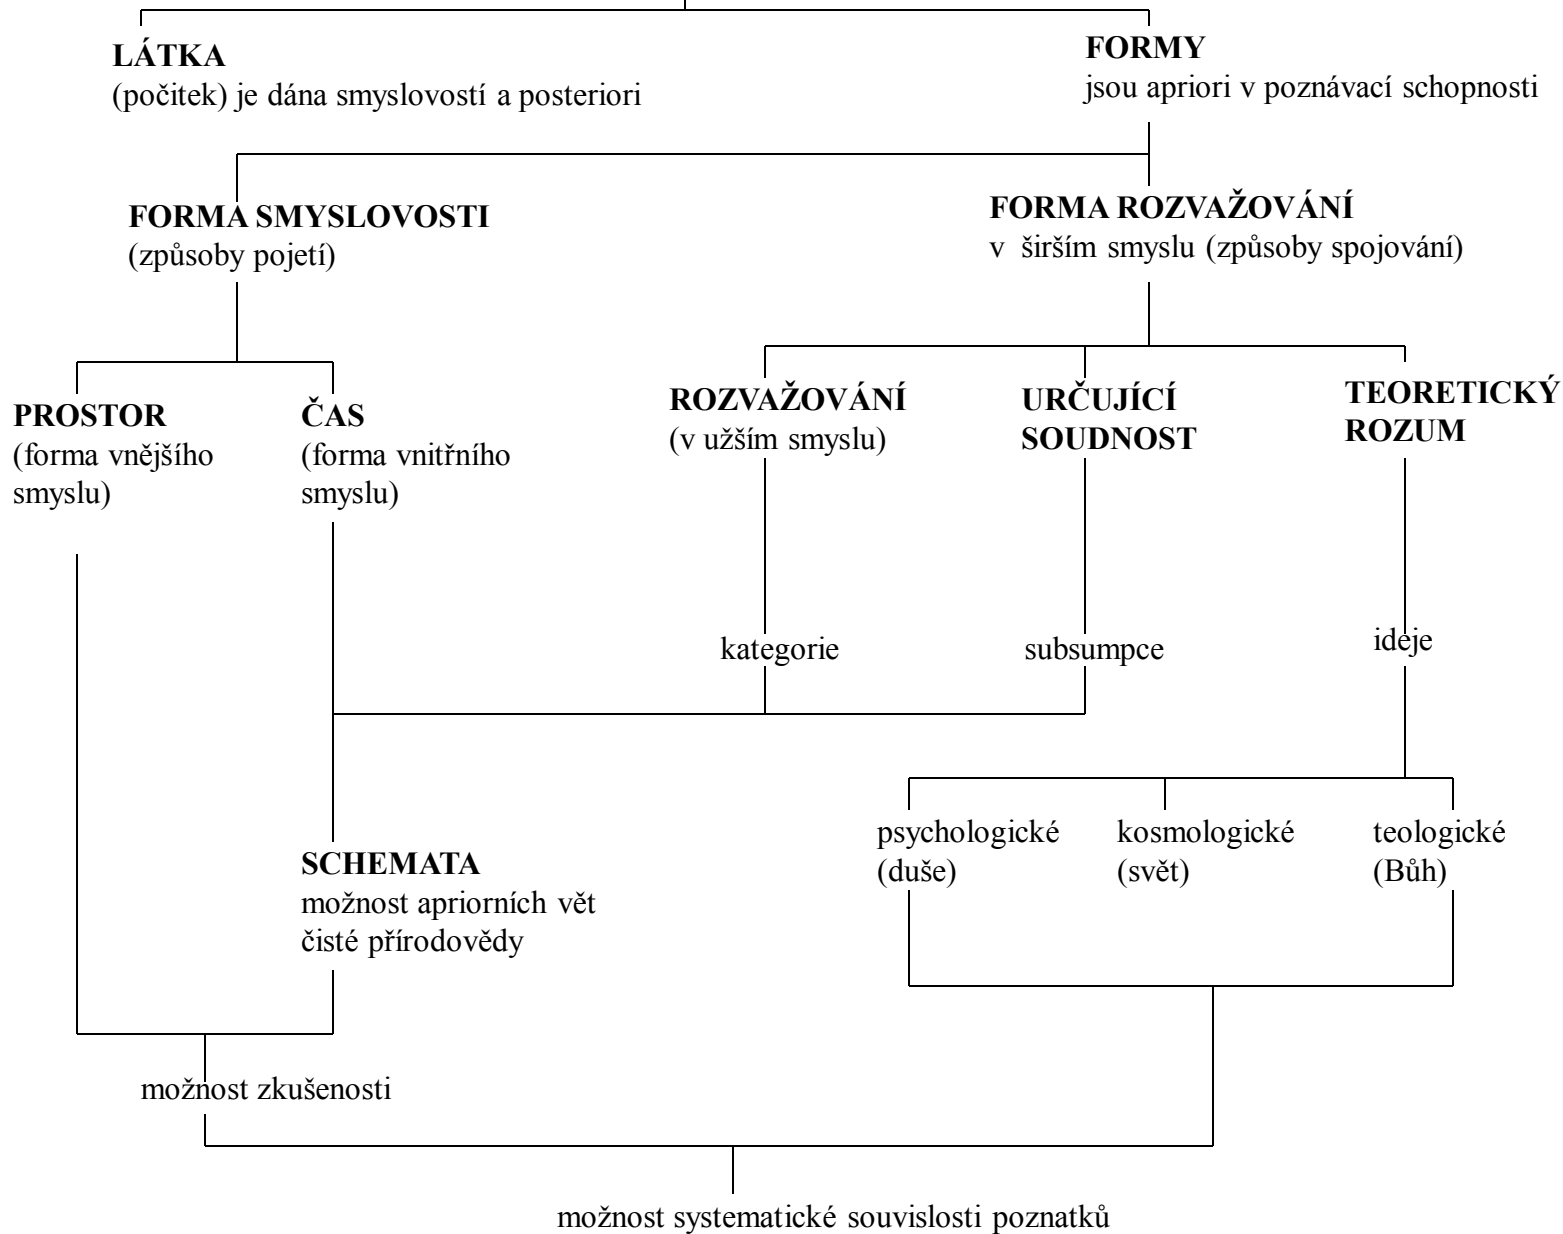 LÁTKA
(počitek) je dána smyslovostí a posteriori
FORMY
jsou apriori v poznávací schopnosti
FORMA SMYSLOVOSTI
(způsoby pojetí)
FORMA ROZVAŽOVÁNÍ
v širším smyslu (způsoby spojování)
PROSTOR
(forma vnějšího
smyslu)
ČAS
(forma vnitřního
smyslu)
ROZVAŽOVÁNÍ
(v užším smyslu)
URČUJÍCÍ
SOUDNOST
TEORETICKÝ
ROZUM
kategorie
subsumpce
ideje
psychologické
(duše)
kosmologické
(svět)
teologické
(Bůh)
SCHEMATA
možnost apriorních vět
čisté přírodovědy
možnost zkušenosti
možnost systematické souvislosti poznatků